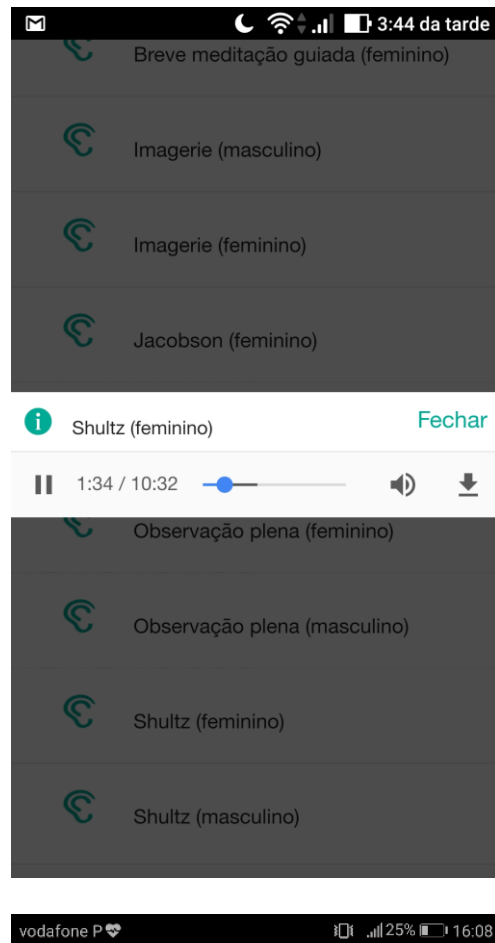 3:44 da tarde
Breve meditação guiada (feminino)
Imagerie (masculino)
Imagerie (feminino)
Jacobson (feminino)
Shultz (feminino)
Fechar
1:34 / 10:32
Observação plena (feminino)
Observação plena (masculino)
Shultz (feminino)
Shultz (masculino)
vodafone P
25% 16:08